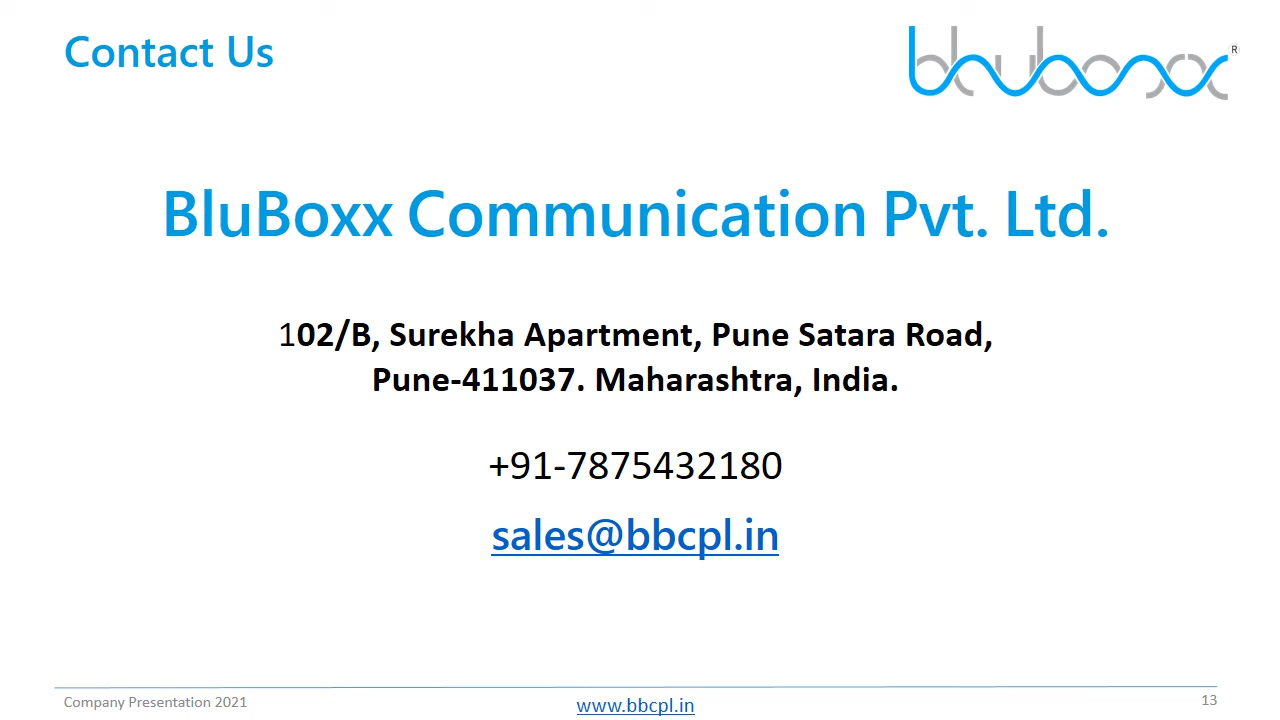 Contact Us
bluboxx
R
BluBoxx Communication Pvt. Ltd.
102/B, Surekha Apartment, Pune Satara Road,
Pune-411037. Maharashtra, India.
+91-7875432180
sales@bbcpl.in
Company Presentation 2021
www.bbcpl.in
13